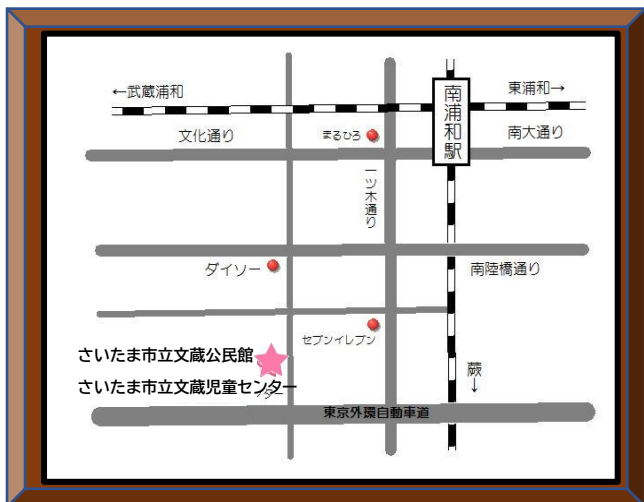 ←武蔵浦和
東浦和→
南浦和駅
文化通り
まるひろ
南大通り
一ツ木通り
ダイソー
南陸橋通り
セブンイレブン
さいたま市立文蔵公民館
さいたま市立文蔵児童センター
蕨→
東京外環自動車道